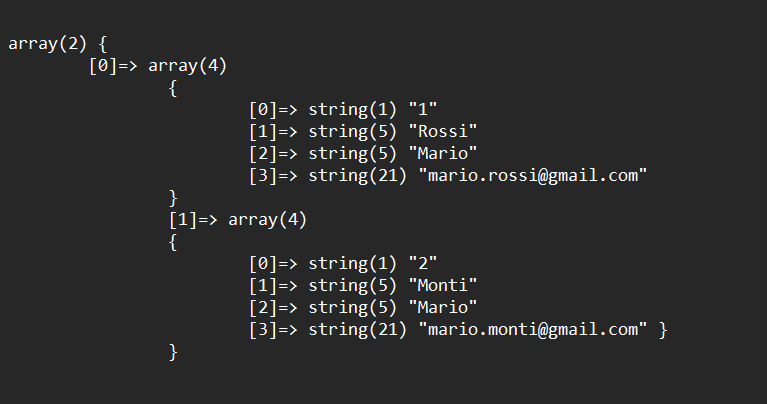 array(2) {
[0]=> array(4)
{
[0]=> string(1) "1"
[1]=> string(5) "Rossi"
[2]=> string(5) "Mario"
[3]=> string(21) "mario.rossi@gmail.com"
}
[1]=> array(4)
{
[0]=> string(1) "2"
[1]=> string(5) "Monti"
[2]=> string(5) "Mario"
[3]=> string(21) "mario.monti@gmail.com" }
}